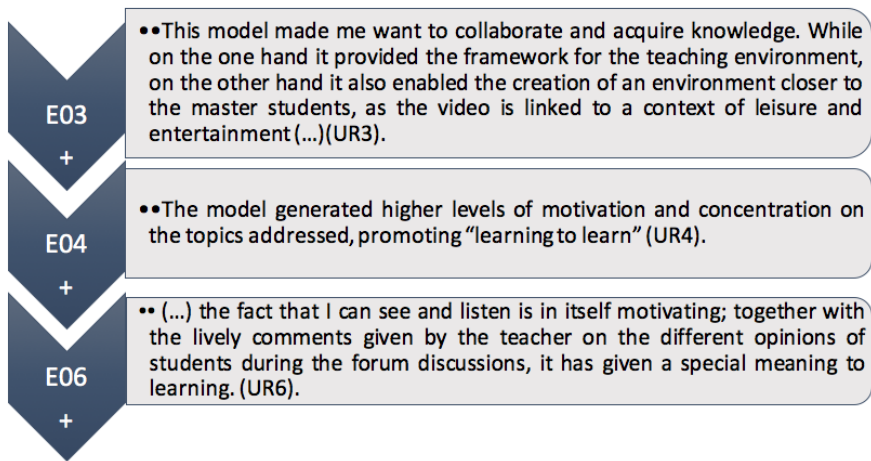 ••This model made me want to collaborate and acquire knowledge. While
on the one hand it provided the framework for the teaching environment,
on the other hand it also enabled the creation of an environment closer to
the master students, as the video is linked to a context of leisure and
entertainment (…)(UR3).
E03
+
••The model generated higher levels of motivation and concentration on
the topics addressed, promoting “learning to learn” (UR4).
E04
+
•• (…) the fact that I can see and listen is in itself motivating; together with
the lively comments given by the teacher on the different opinions of
students during the forum discussions, it has given a special meaning to
learning. (UR6).
E06
+